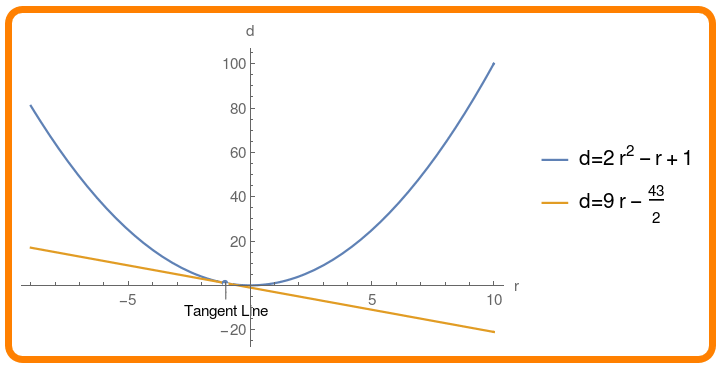 d
100
80
60
40
20
−5
5
10
r
Tangent Line
−20
d=2 r² − r + 1
d=9 r − 43/2